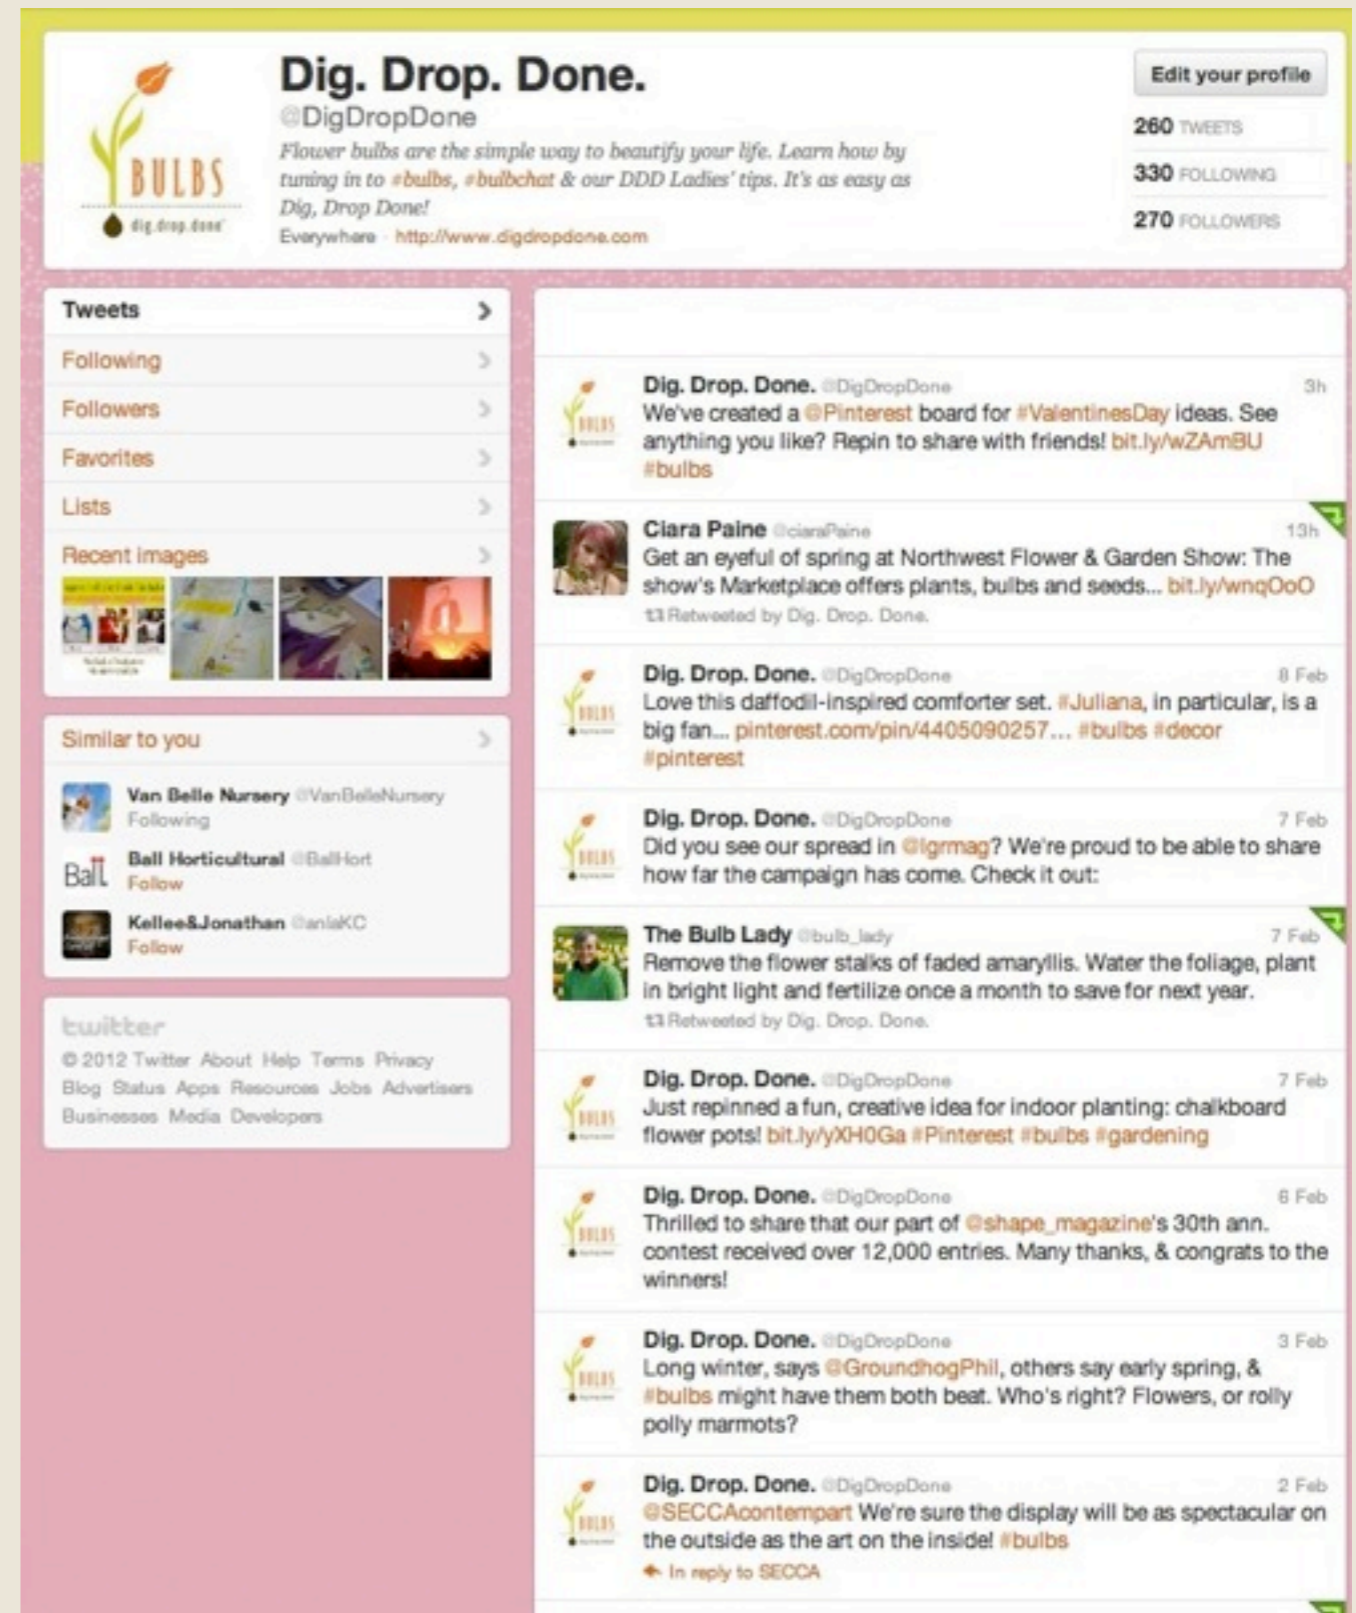 Dig. Drop. Done.
@DigDropDone
Flower bulbs are the simple way to beautify your life. Learn how by
tuning in to #bulbs, #bulbchat & our DDD Ladies' tips. It's as easy as
Dig, Drop Done!
Everywhere · http://www.digdropdone.com
BULBS
dig.drop.done
Edit your profile
260 TWEETS
330 FOLLOWING
270 FOLLOWERS
Tweets
Following
Followers
Favorites
Lists
Recent images
Similar to you
Van Belle Nursery @VanBelleNursery
Following
Ball
Ball Horticultural @BallHort
Follow
Kellee&Jonathan @anlaKC
Follow
twitter
© 2012 Twitter About Help Terms Privacy
Blog Status Apps Resources Jobs Advertisers
Businesses Media Developers
Dig. Drop. Done. @DigDropDone 3h
We've created a @Pinterest board for #ValentinesDay ideas. See
anything you like? Repin to share with friends! bit.ly/wZAmBU
#bulbs
Ciara Paine @ciaraPaine 13h
Get an eyeful of spring at Northwest Flower & Garden Show: The
show's Marketplace offers plants, bulbs and seeds... bit.ly/wnqOoO
Retweeted by Dig. Drop. Done.
Dig. Drop. Done. @DigDropDone 8 Feb
Love this daffodil-inspired comforter set. #Juliana, in particular, is a
big fan... pinterest.com/pin/4405090257... #bulbs #decor
#pinterest
Dig. Drop. Done. @DigDropDone 7 Feb
Did you see our spread in @lgrmag? We're proud to be able to share
how far the campaign has come. Check it out:
The Bulb Lady @bulb_lady 7 Feb
Remove the flower stalks of faded amaryllis. Water the foliage, plant
in bright light and fertilize once a month to save for next year.
Retweeted by Dig. Drop. Done.
Dig. Drop. Done. @DigDropDone 7 Feb
Just repinned a fun, creative idea for indoor planting: chalkboard
flower pots! bit.ly/yXH0Ga #Pinterest #bulbs #gardening
Dig. Drop. Done. @DigDropDone 6 Feb
Thrilled to share that our part of @shape_magazine's 30th ann.
contest received over 12,000 entries. Many thanks, & congrats to the
winners!
Dig. Drop. Done. @DigDropDone 3 Feb
Long winter, says @GroundhogPhil, others say early spring, &
#bulbs might have them both beat. Who's right? Flowers, or rolly
polly marmots?
Dig. Drop. Done. @DigDropDone 2 Feb
@SECCAcontempart We're sure the display will be as spectacular on
the outside as the art on the inside! #bulbs
In reply to SECCA